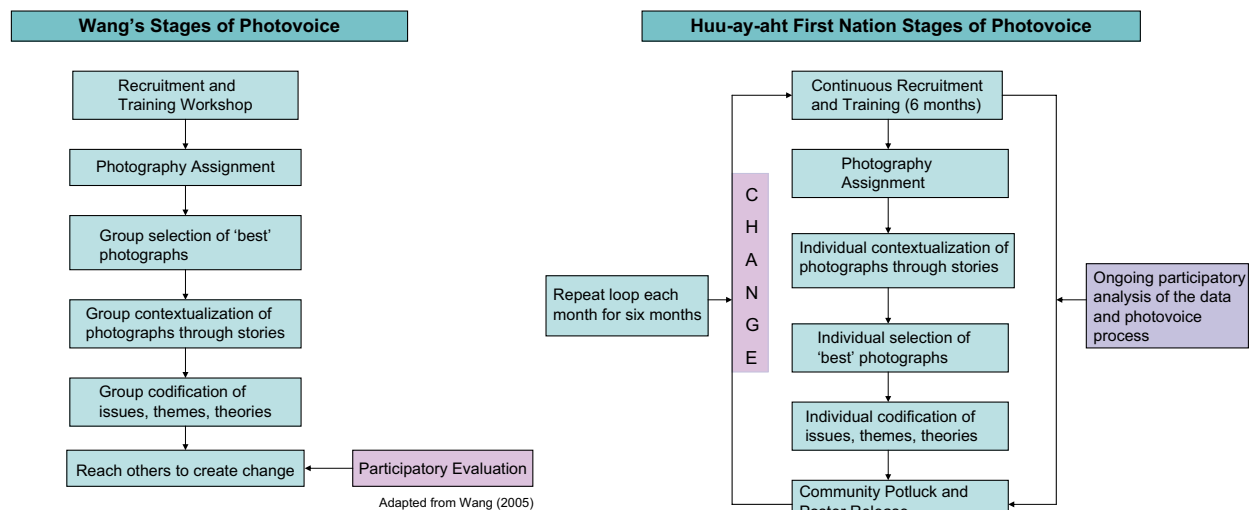 Wang's Stages of Photovoice
Recruitment and
Training Workshop
Photography Assignment
Group selection of 'best'
photographs
Group contextualization of
photographs through stories
Group codification of
issues, themes, theories
Reach others to create change
Participatory Evaluation
Adapted from Wang (2005)
Huu-ay-aht First Nation Stages of Photovoice
Continuous Recruitment
and Training (6 months)
Photography
Assignment
Individual contextualization of
photographs through stories
Individual selection of
'best' photographs
Individual codification of
issues, themes, theories
Community Potluck and
Poster Release
C
H
A
N
G
E
Repeat loop each
month for six months
Ongoing participatory
analysis of the data
and photovoice
process